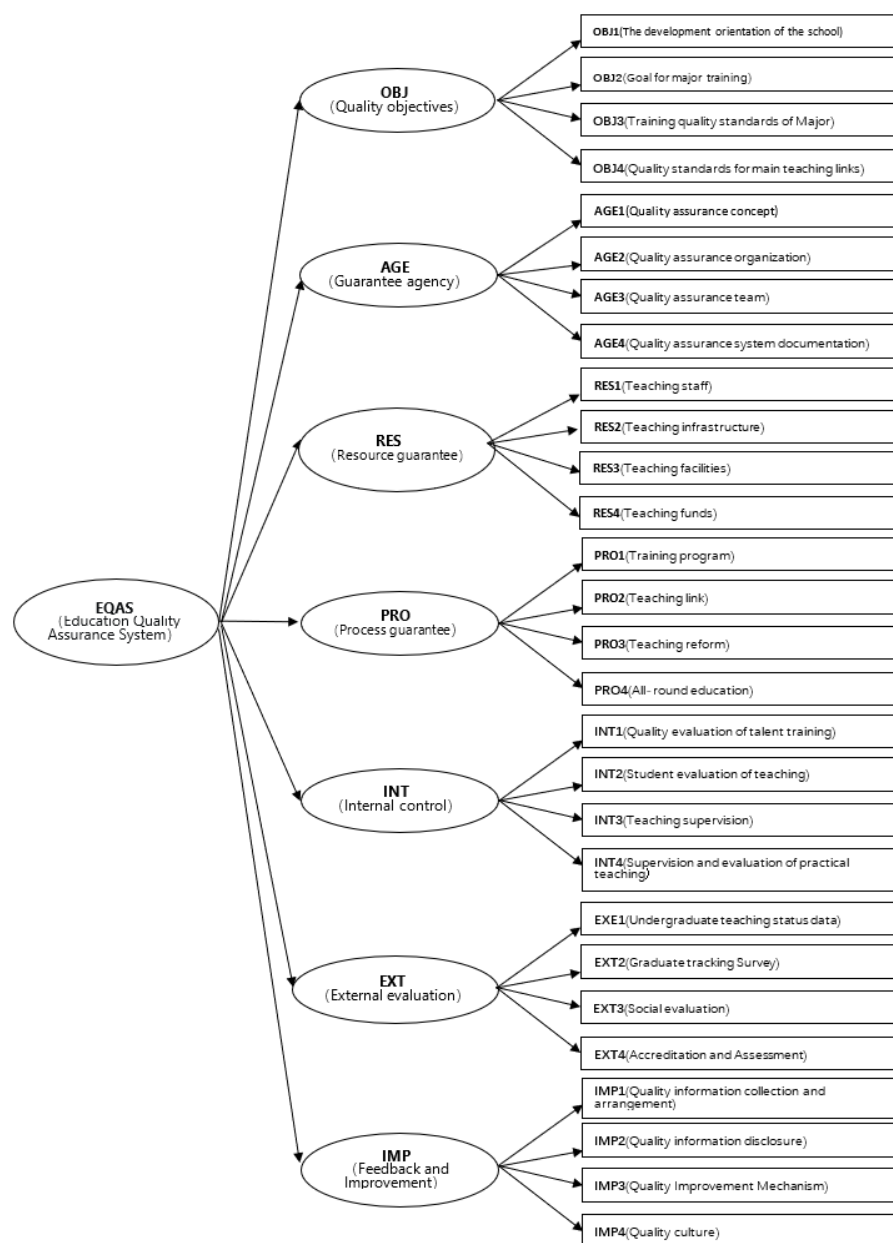 EQAS
(Education Quality
Assurance System)
OBJ
(Quality objectives)
OBJ1(The development orientation of the school)
OBJ2(Goal for major training)
OBJ3(Training quality standards of Major)
OBJ4(Quality standards for main teaching links)
AGE
(Guarantee agency)
AGE1(Quality assurance concept)
AGE2(Quality assurance organization)
AGE3(Quality assurance team)
AGE4(Quality assurance system documentation)
RES
(Resource guarantee)
RES1(Teaching staff)
RES2(Teaching infrastructure)
RES3(Teaching facilities)
RES4(Teaching funds)
PRO
(Process guarantee)
PRO1(Training program)
PRO2(Teaching link)
PRO3(Teaching reform)
PRO4(All- round education)
INT
(Internal control)
INT1(Quality evaluation of talent training)
INT2(Student evaluation of teaching)
INT3(Teaching supervision)
INT4(Supervision and evaluation of practical
teaching)
EXT
(External evaluation)
EXE1(Undergraduate teaching status data)
EXT2(Graduate tracking Survey)
EXT3(Social evaluation)
EXT4(Accreditation and Assessment)
IMP
(Feedback and
Improvement)
IMP1(Quality information collection and
arrangement)
IMP2(Quality information disclosure)
IMP3(Quality Improvement Mechanism)
IMP4(Quality culture)